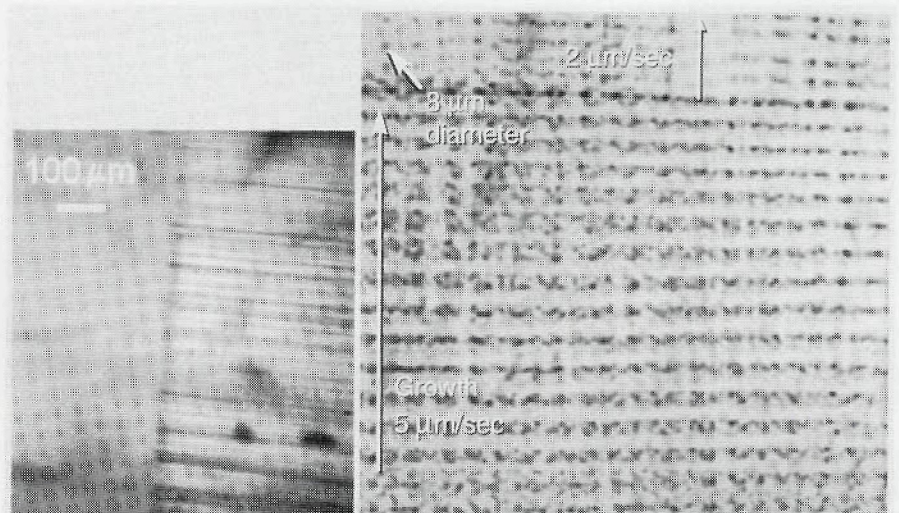 100 μm
2 μm/sec
8 μm
diameter
Growth
5 μm/sec